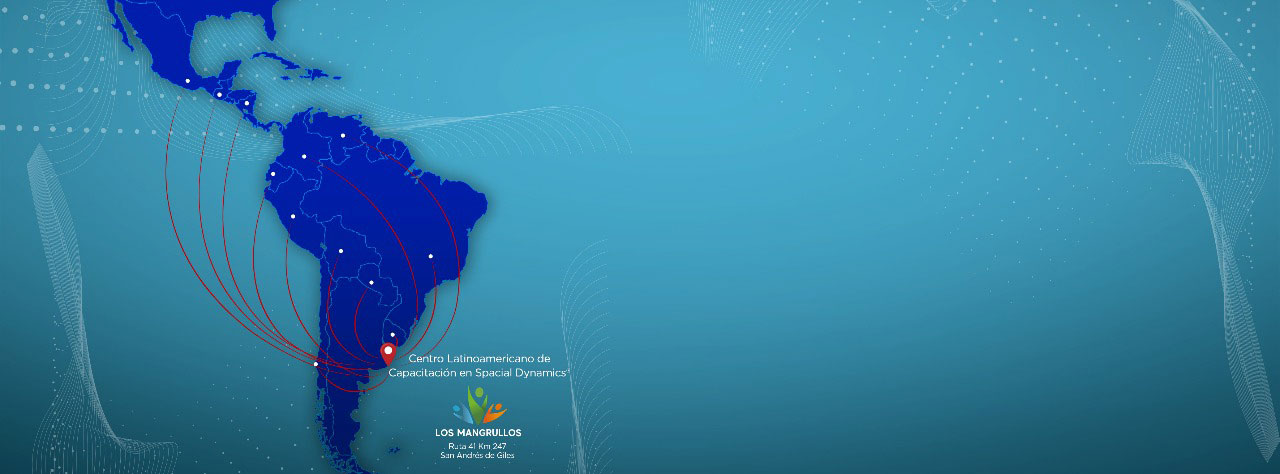 Centro Latinoamericano de
Capacitación en Spacial Dynamics®
LOS MANGRULLOS
Ruta 41 Km 247
San Andrés de Giles